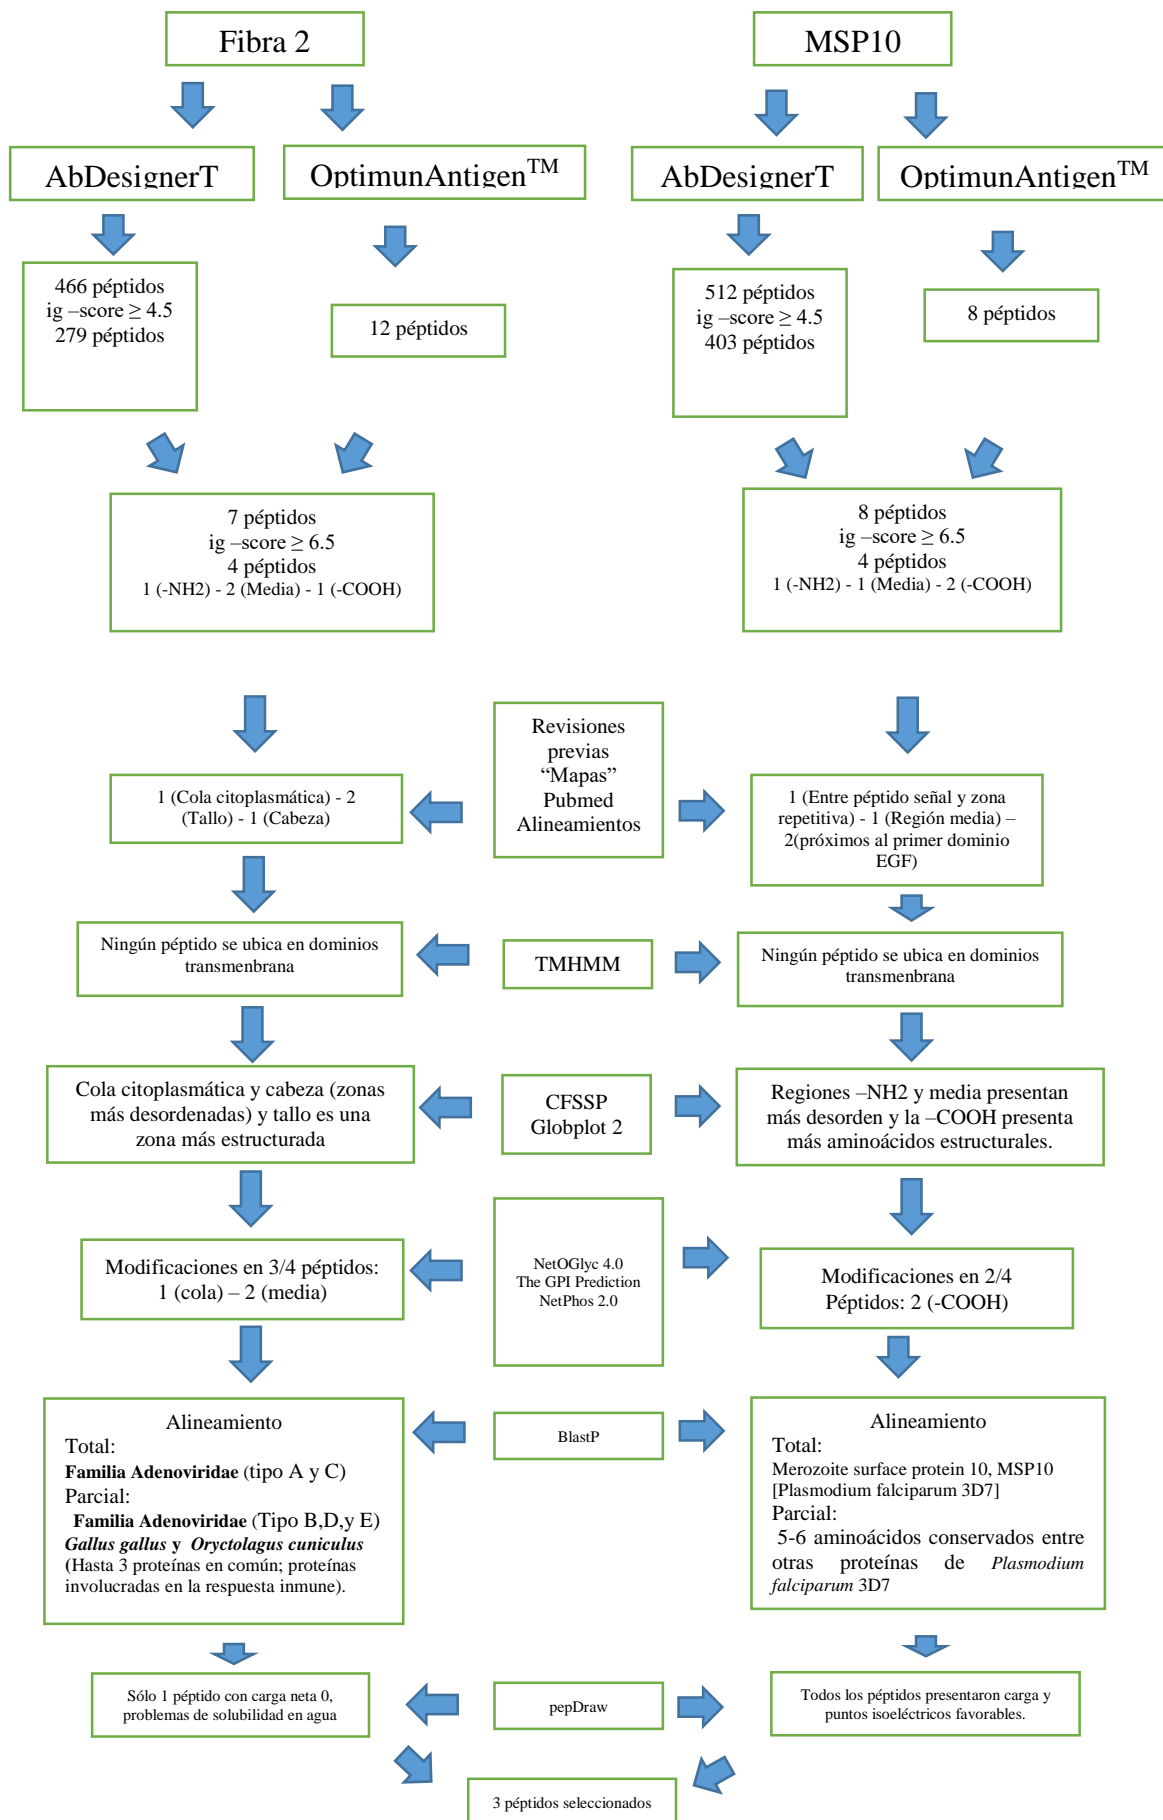 Fibra 2
MSP10
AbDesignerT
OptimunAntigen™
AbDesignerT
OptimunAntigen™
466 péptidos
ig –score ≥ 4.5
279 péptidos
12 péptidos
512 péptidos
ig –score ≥ 4.5
403 péptidos
8 péptidos
7 péptidos
ig –score ≥ 6.5
4 péptidos
1 (-NH2) - 2 (Media) - 1 (-COOH)
8 péptidos
ig –score ≥ 6.5
4 péptidos
1 (-NH2) - 1 (Media) - 2 (-COOH)
1 (Cola citoplasmática) - 2
(Tallo) - 1 (Cabeza)
Revisiones
previas
“Mapas”
Pubmed
Alineamientos
1 (Entre péptido señal y zona
repetitiva) - 1 (Región media) –
2(próximos al primer dominio
EGF)
Ningún péptido se ubica en dominios
transmenbrana
TMHMM
Ningún péptido se ubica en dominios
transmembrana
Cola citoplasmática y cabeza (zonas
más desordenadas) y tallo es una
zona más estructurada
CFSSP
Globplot 2
Regiones –NH2 y media presentan
más desorden y la –COOH presenta
más aminoácidos estructurales.
Modificaciones en 3/4 péptidos:
1 (cola) – 2 (media)
NetOGlyc 4.0
The GPI Prediction
NetPhos 2.0
Modificaciones en 2/4
Péptidos: 2 (-COOH)
Alineamiento
Total:
Familia Adenoviridae (tipo A y C)
Parcial:
Familia Adenoviridae (Tipo B,D,y E)
Gallus gallus y Oryctolagus cuniculus
(Hasta 3 proteínas en común; proteínas
involucradas en la respuesta inmune).
BlastP
Alineamiento
Total:
Merozoite surface protein 10, MSP10
[Plasmodium falciparum 3D7]
Parcial:
5-6 aminoácidos conservados entre
otras proteínas de Plasmodium
falciparum 3D7
Sólo 1 péptido con carga neta 0,
problemas de solubilidad en agua
pepDraw
Todos los péptidos presentaron carga y
puntos isoeléctricos favorables.
3 péptidos seleccionados